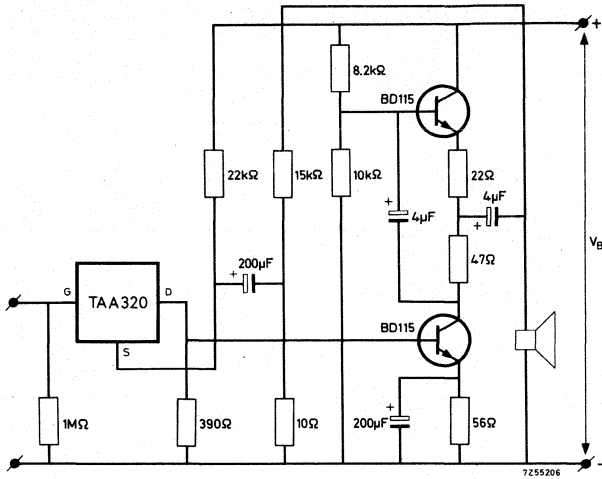 +
8.2kΩ
BD115
22kΩ
15kΩ
10kΩ
22Ω
+
4µF
4µF
+
VB
200µF
+
47Ω
G
TAA320
D
S
BD115
1MΩ
390Ω
10Ω
+
200µF
56Ω
-
7Z55206